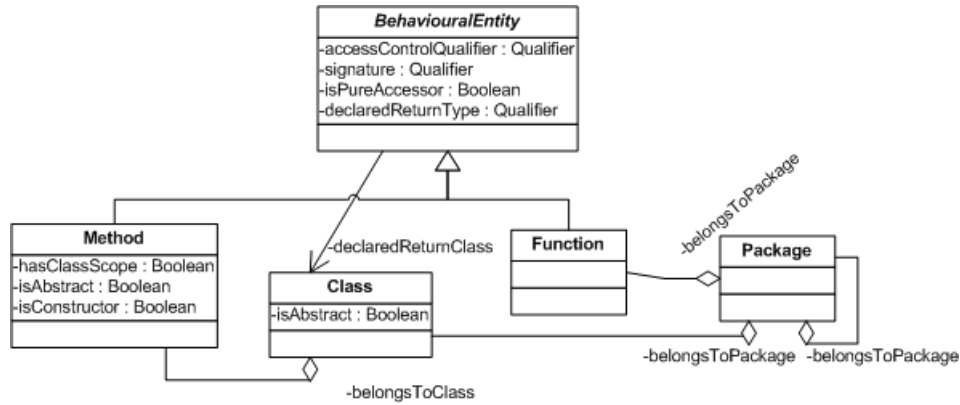 BehaviouralEntity
-accessControlQualifier : Qualifier
-signature : Qualifier
-isPureAccessor : Boolean
-declaredReturnType : Qualifier
-belongsToPackage
Method
-hasClassScope : Boolean
-isAbstract : Boolean
-isConstructor : Boolean
-declaredReturnClass
Function
Package
Class
-isAbstract : Boolean
-belongsToPackage
-belongsToPackage
-belongsToClass